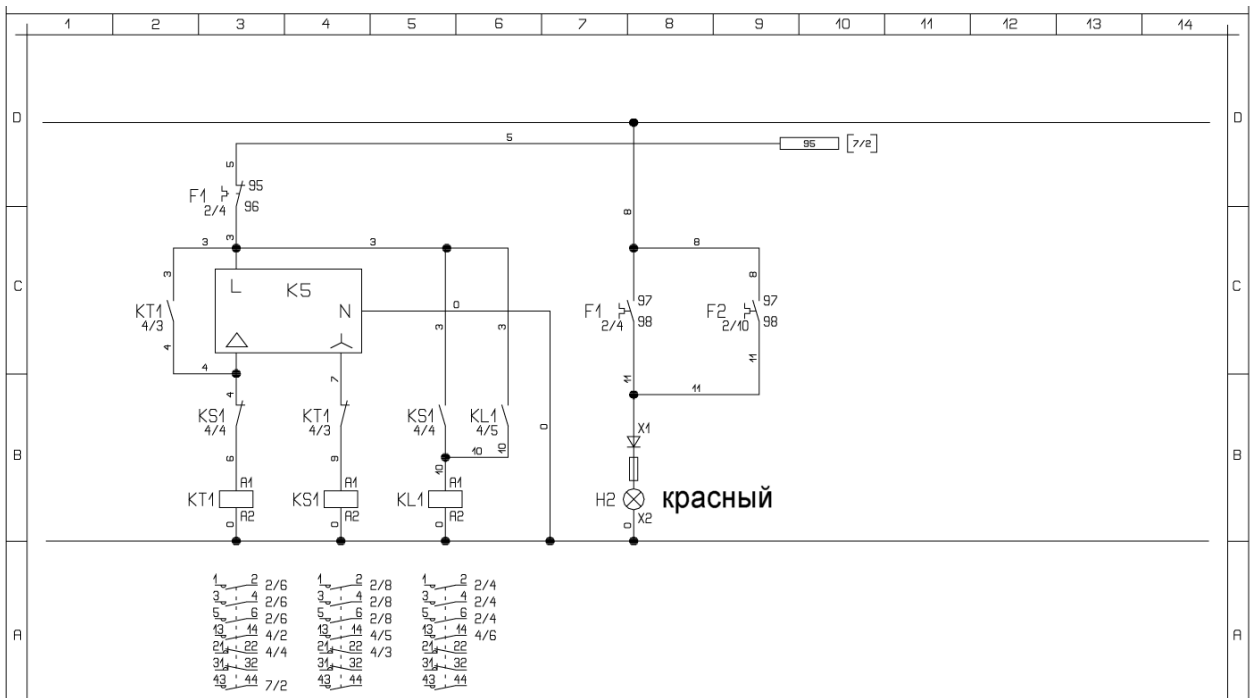 1 2 3 4 5 6 7 8 9 10 11 12 13 14
D D
5 95 [7/2]
5
F1 95
2/4 96
8
3
3 3 8
3 8
C C
L K5
N 0
KT1
4/3
F1 97
2/4 98
F2 97
2/10 98
3 3
4
4
7 11 11
11
4
KS1
4/4
KT1
4/3
KS1
4/4
KL1
4/5
0
X1
B B
6 9 10 10 10
KT1 A1 A2
KS1 A1 A2
KL1 A1 A2
H2 красный
X2
0 0 0 0
1 2 2/6 1 2 2/8 1 2 2/4
3 4 2/6 3 4 2/8 3 4 2/4
5 6 2/6 5 6 2/8 5 6 2/4
13 14 4/2 13 14 4/5 13 14 4/6
A A
21 22 4/4 21 22 4/3 21 22
31 32 31 32 31 32
43 44 7/2 43 44 43 44